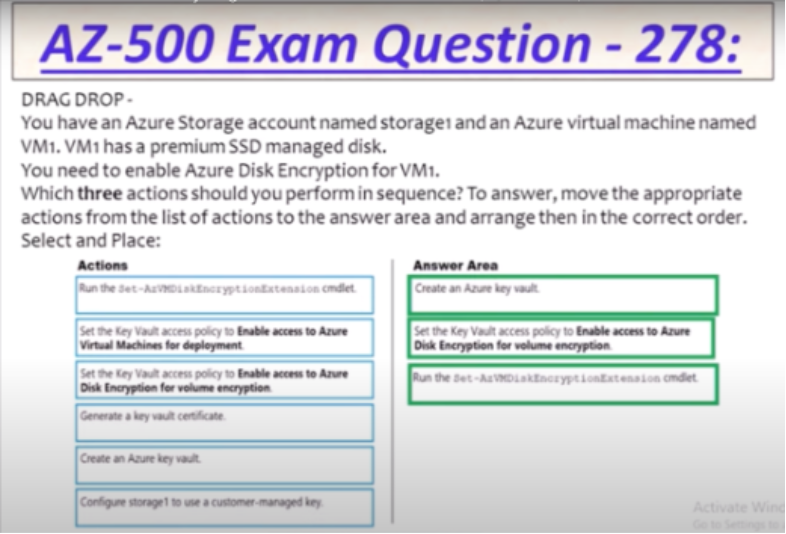 AZ-500 Exam Question - 278:
DRAG DROP -
You have an Azure Storage account named storage1 and an Azure virtual machine named
VM1. VM1 has a premium SSD managed disk.
You need to enable Azure Disk Encryption for VM1.
Which three actions should you perform in sequence? To answer, move the appropriate
actions from the list of actions to the answer area and arrange then in the correct order.
Select and Place:
Actions
Run the Set-AzVMDiskEncryptionExtension cmdlet.
Set the Key Vault access policy to Enable access to Azure
Virtual Machines for deployment.
Set the Key Vault access policy to Enable access to Azure
Disk Encryption for volume encryption.
Generate a key vault certificate.
Create an Azure key vault.
Configure storage1 to use a customer-managed key.
Answer Area
Create an Azure key vault.
Set the Key Vault access policy to Enable access to Azure
Disk Encryption for volume encryption.
Run the Set-AzVMDiskEncryptionExtension cmdlet.
Activate Wind
Go to Settings to